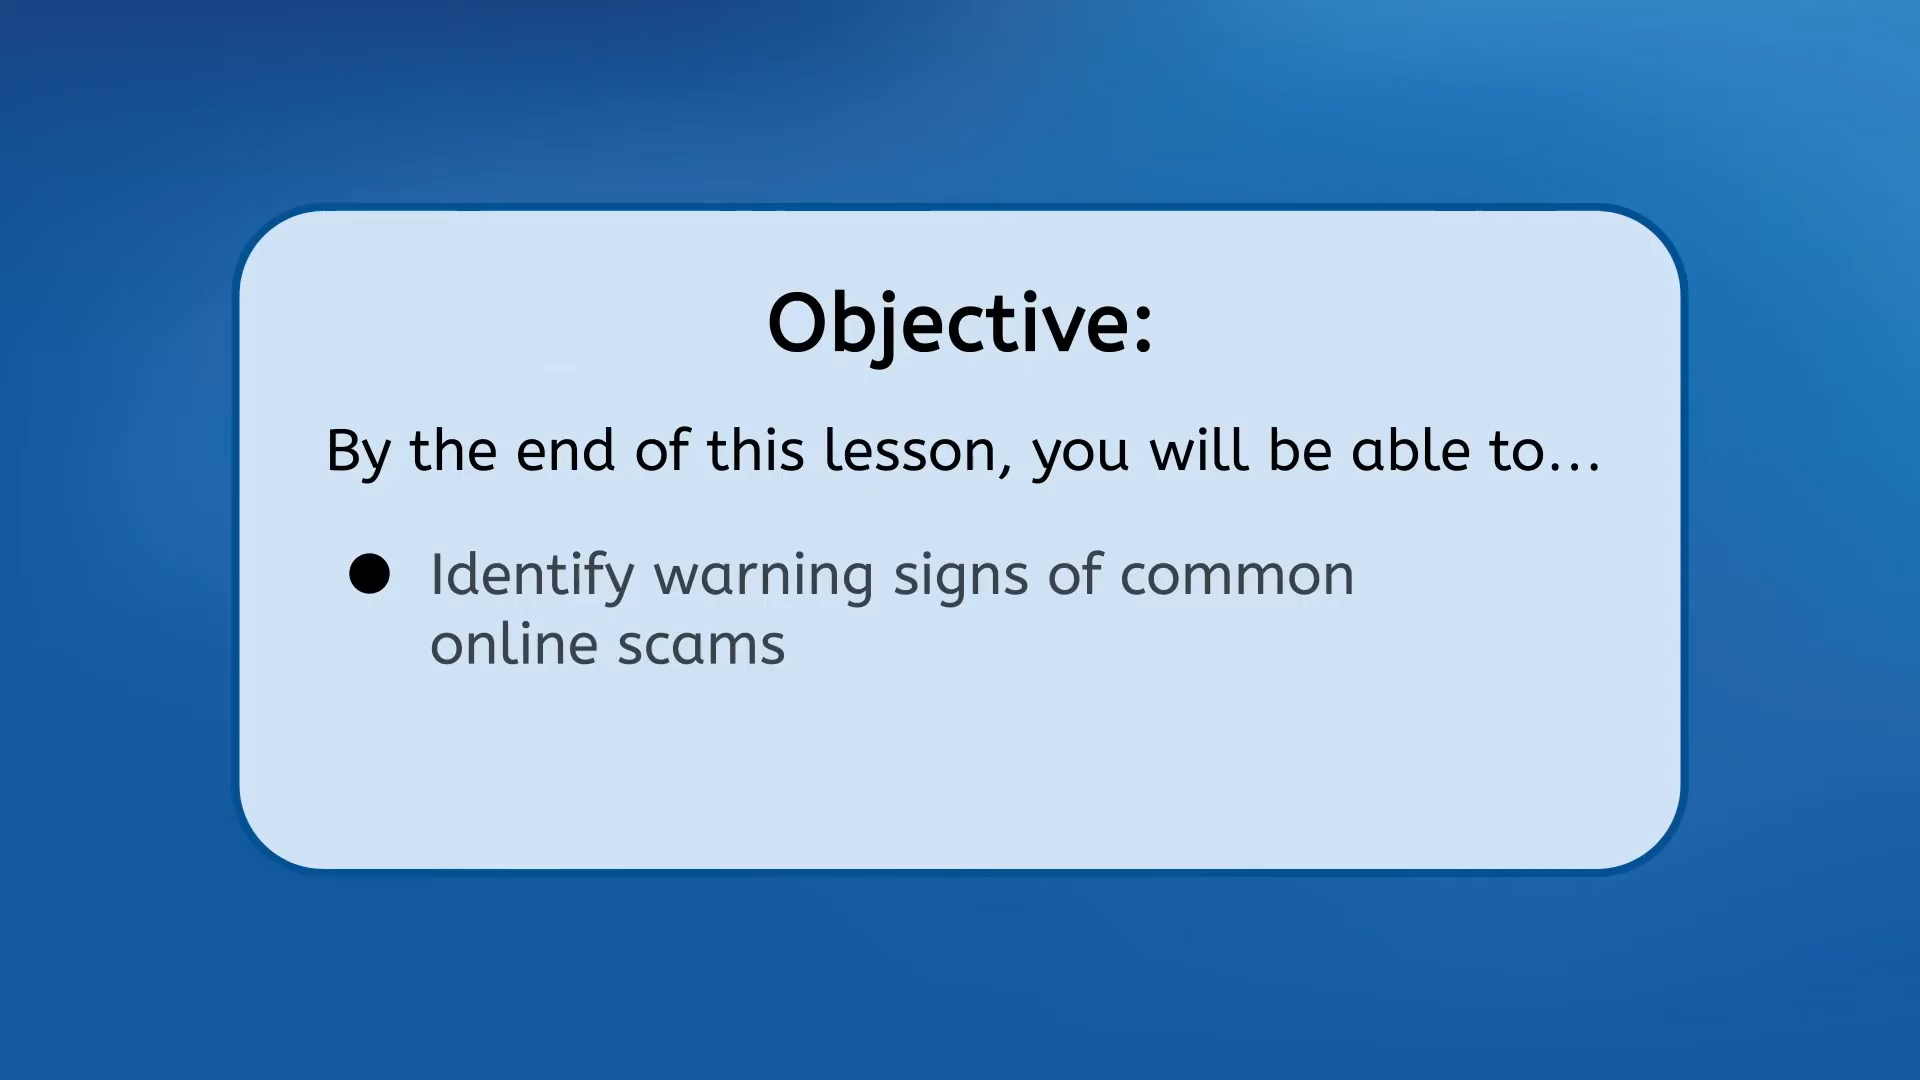 Objective:
By the end of this lesson, you will be able to...
● Identify warning signs of common
online scams